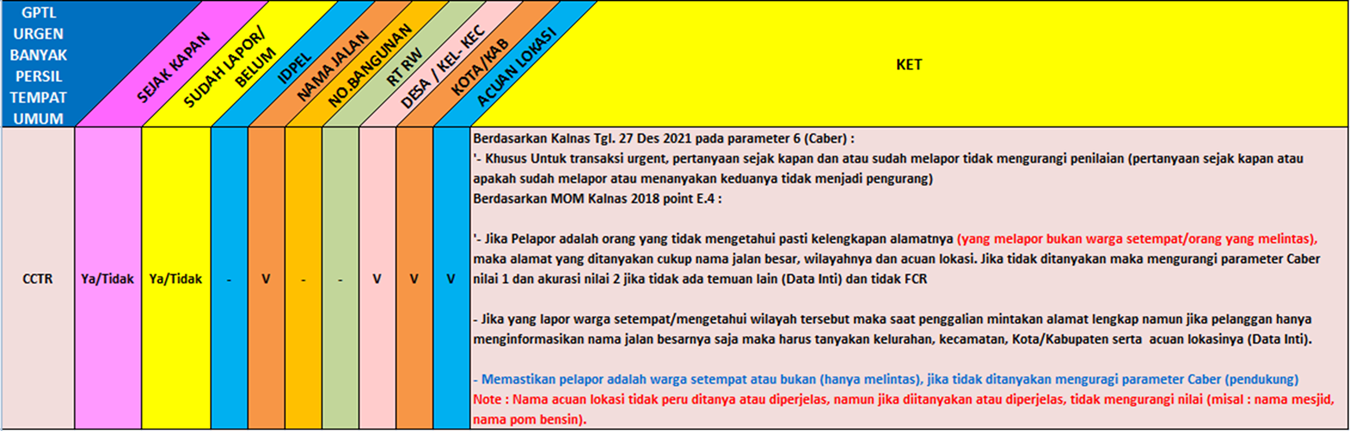 GPTL
URGEN
BANYAK
PERSIL
TEMPAT
UMUM
SEJAK KAPAN
SUDAH LAPOR/
BELUM
IDPEL
NAMA JALAN
NO.BANGUNAN
RT RW
DESA / KEL- KEC
KOTA/KAB
ACUAN LOKASI
KET
CCTR
Ya/Tidak
Ya/Tidak
-
V
-
-
V
V
V
Berdasarkan Kalnas Tgl. 27 Des 2021 pada parameter 6 (Caber) :
'- Khusus Untuk transaksi urgent, pertanyaan sejak kapan dan atau sudah melapor tidak mengurangi penilaian (pertanyaan sejak kapan atau
apakah sudah melapor atau menanyakan keduanya tidak menjadi pengurang)
Berdasarkan MOM Kalnas 2018 point E.4 :
'- Jika Pelapor adalah orang yang tidak mengetahui pasti kelengkapan alamatnya (yang melapor bukan warga setempat/orang yang melintas),
maka alamat yang ditanyakan cukup nama jalan besar, wilayahnya dan acuan lokasi. Jika tidak ditanyakan maka mengurangi parameter Caber
nilai 1 dan akurasi nilai 2 jika tidak ada temuan lain (Data Inti) dan tidak FCR
- Jika yang lapor warga setempat/mengetahui wilayah tersebut maka saat penggalian mintakan alamat lengkap namun jika pelanggan hanya
menginformasikan nama jalan besarnya saja maka harus tanyakan kelurahan, kecamatan, Kota/Kabupaten serta acuan lokasinya (Data Inti).
- Memastikan pelapor adalah warga setempat atau bukan (hanya melintas), jika tidak ditanyakan menguragi parameter Caber (pendukung)
Note : Nama acuan lokasi tidak peru ditanya atau diperjelas, namun jika diitanyakan atau diperjelas, tidak mengurangi nilai (misal : nama mesjid,
nama pom bensin).